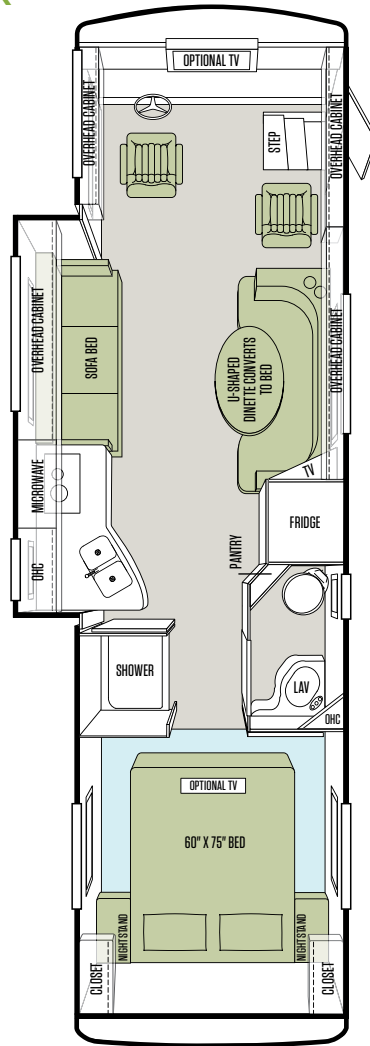 OPTIONAL TV
OVERHEAD CABINET
OVERHEAD CABINET
STEP
OVERHEAD CABINET
SOFA BED
U-SHAPED
DINETTE CONVERTS
TO BED
OVERHEAD CABINET
TV
MICROWAVE
FRIDGE
OHC
PANTRY
SHOWER
LAV
OHC
OPTIONAL TV
60" X 75" BED
NIGHTSTAND
NIGHTSTAND
CLOSET
CLOSET